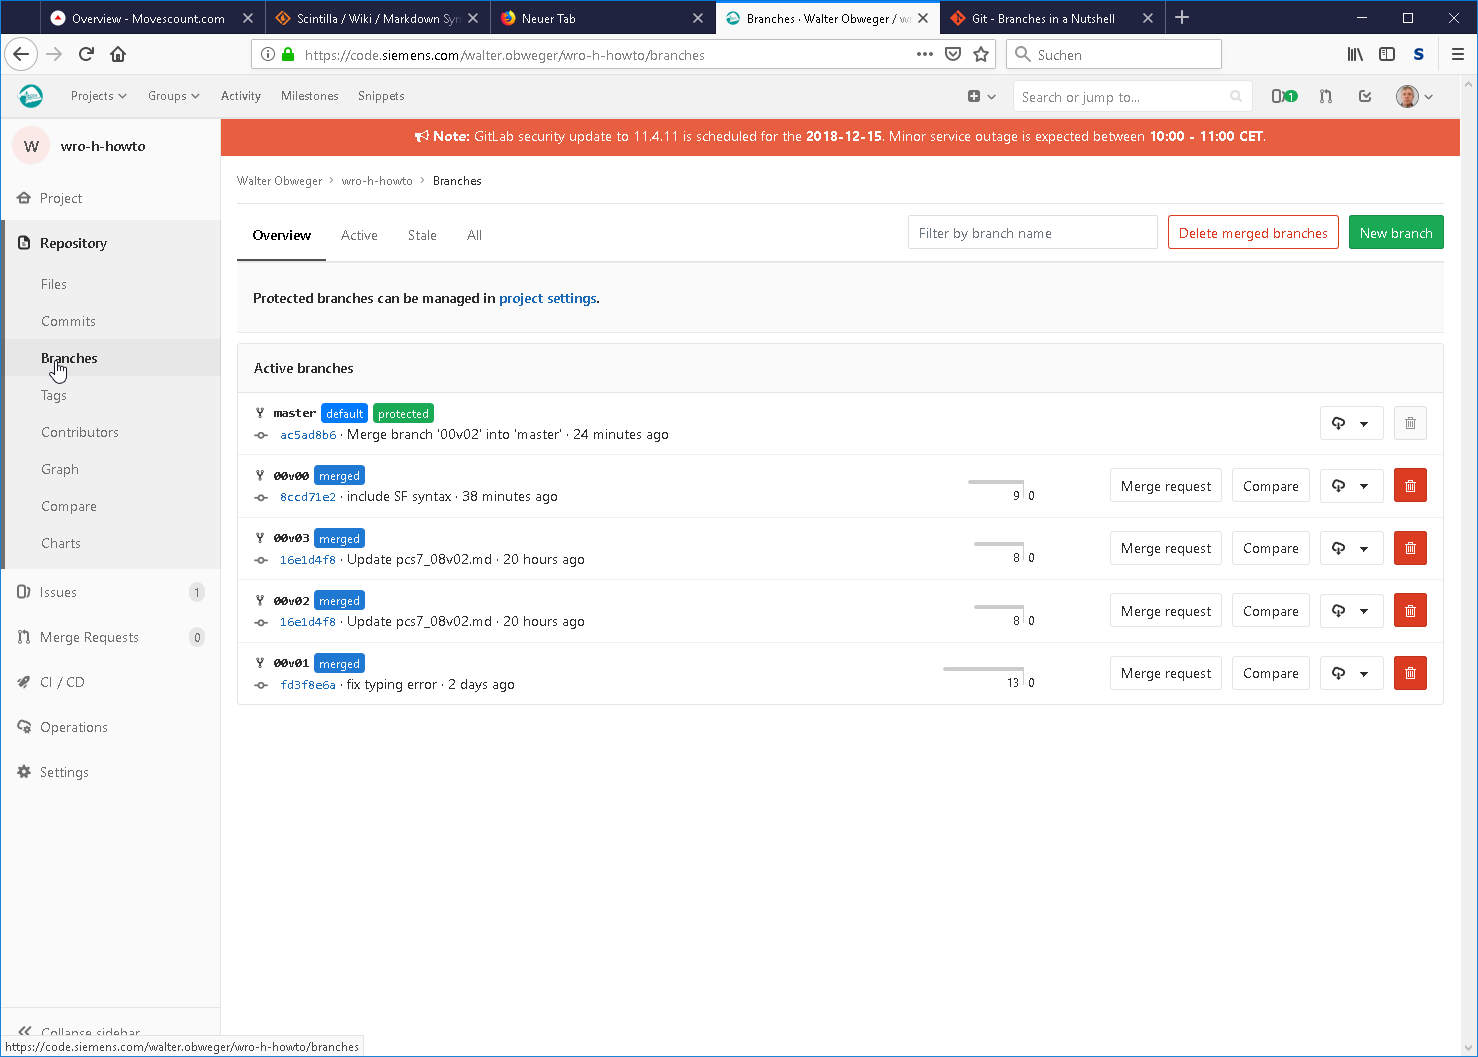 Overview - Movescount.com
Scintilla / Wiki / Markdown Syn
Neuer Tab
Branches · Walter Obweger / w
Git - Branches in a Nutshell
https://code.siemens.com/walter.obweger/wro-h-howto/branches
Suchen
S
Projects
Groups
Activity
Milestones
Snippets
Search or jump to...
1
W
wro-h-howto
Note: GitLab security update to 11.4.11 is scheduled for the 2018-12-15. Minor service outage is expected between 10:00 - 11:00 CET.
Walter Obweger > wro-h-howto > Branches
Project
Repository
Files
Commits
Branches
Tags
Contributors
Graph
Compare
Charts
Issues 1
Merge Requests 0
CI / CD
Operations
Settings
Collapse sidebar
Overview Active Stale All
Filter by branch name
Delete merged branches
New branch
Protected branches can be managed in project settings.
Active branches
master default protected
ac5ad8b6 · Merge branch '00v02' into 'master' · 24 minutes ago
00v00 merged
8ccd71e2 · include SF syntax · 38 minutes ago
9 0
Merge request Compare
00v03 merged
16e1d4f8 · Update pcs7_08v02.md · 20 hours ago
8 0
Merge request Compare
00v02 merged
16e1d4f8 · Update pcs7_08v02.md · 20 hours ago
8 0
Merge request Compare
00v01 merged
fd3f8e6a · fix typing error · 2 days ago
13 0
Merge request Compare
https://code.siemens.com/walter.obweger/wro-h-howto/branches